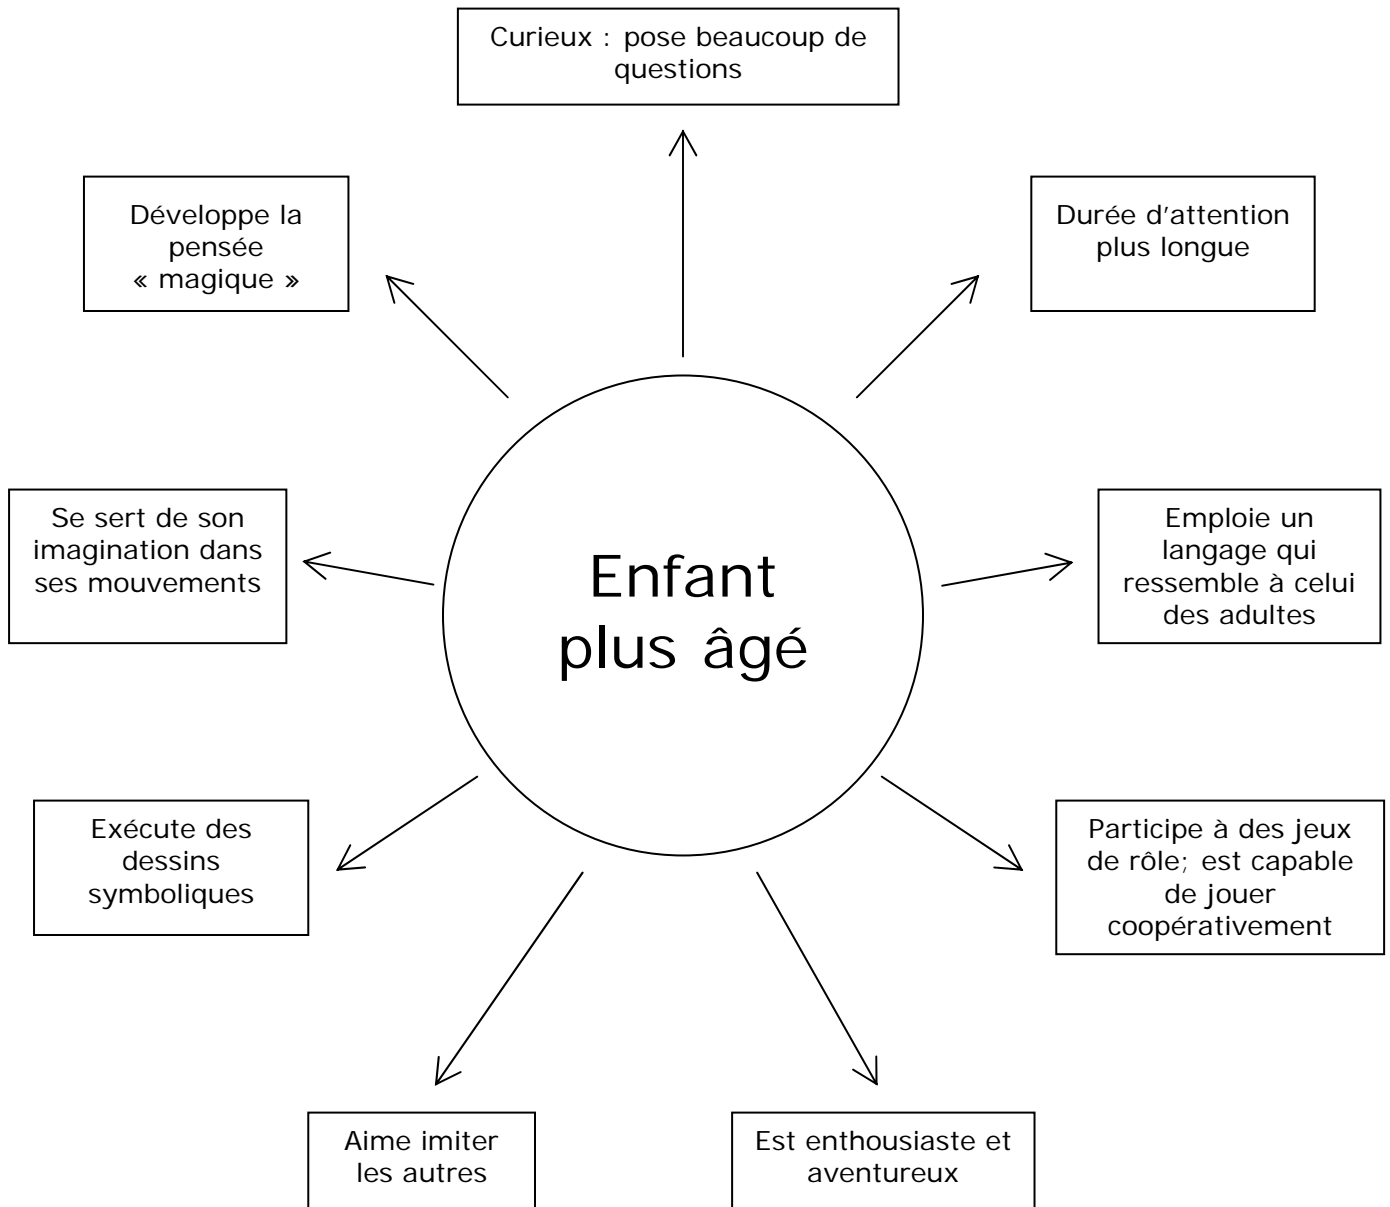 Curieux : pose beaucoup de
questions
Développe la
pensée
« magique »
Durée d'attention
plus longue
Se sert de son
imagination dans
ses mouvements
Enfant
plus âgé
Emploie un
langage qui
ressemble à celui
des adultes
Exécute des
dessins
symboliques
Participe à des jeux
de rôle; est capable
de jouer
coopérativement
Aime imiter
les autres
Est enthousiaste et
aventureux